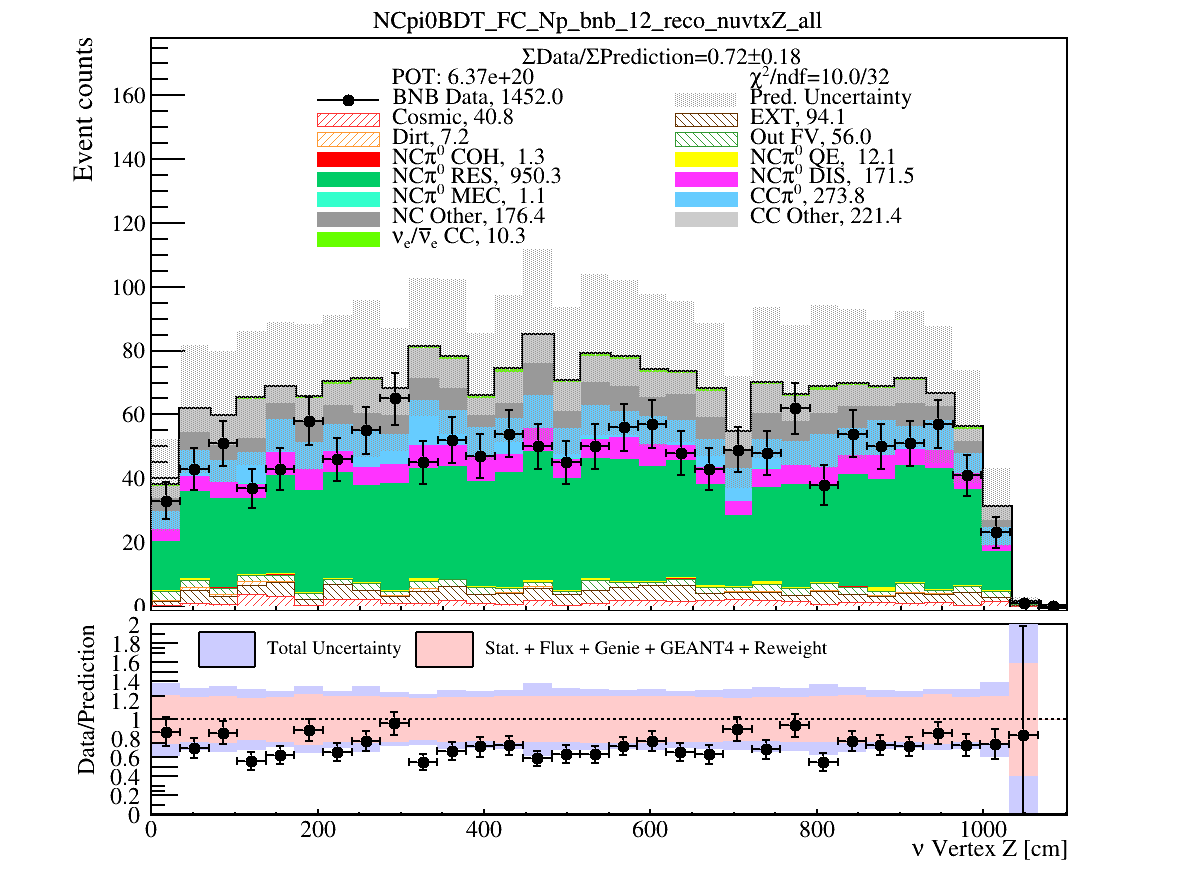 NCpi0BDT_FC_Np_bnb_12_reco_nuvtxZ_all
ΣData/ΣPrediction=0.72±0.18
POT: 6.37e+20
χ²/ndf=10.0/32
BNB Data, 1452.0
Pred. Uncertainty
Cosmic, 40.8
EXT, 94.1
Dirt, 7.2
Out FV, 56.0
NCπ⁰ COH, 1.3
NCπ⁰ QE, 12.1
NCπ⁰ RES, 950.3
NCπ⁰ DIS, 171.5
NCπ⁰ MEC, 1.1
CCπ⁰, 273.8
NC Other, 176.4
CC Other, 221.4
νₑ/ν̅ₑ CC, 10.3
Event counts
160
140
120
100
80
60
40
20
0
Data/Prediction
2
1.8
1.6
1.4
1.2
1
0.8
0.6
0.4
0.2
0
Total Uncertainty
Stat. + Flux + Genie + GEANT4 + Reweight
0 200 400 600 800 1000
ν Vertex Z [cm]